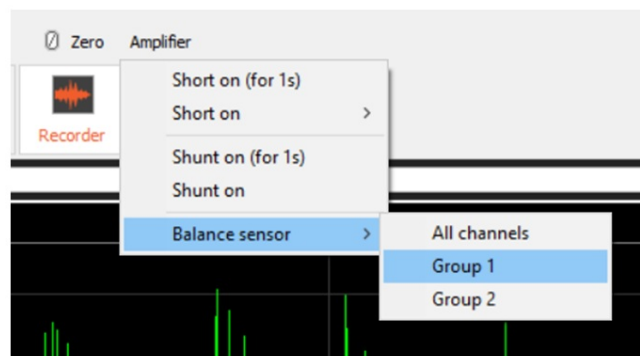 Zero Amplifier
Recorder
Short on (for 1s)
Short on
Shunt on (for 1s)
Shunt on
Balance sensor
All channels
Group 1
Group 2